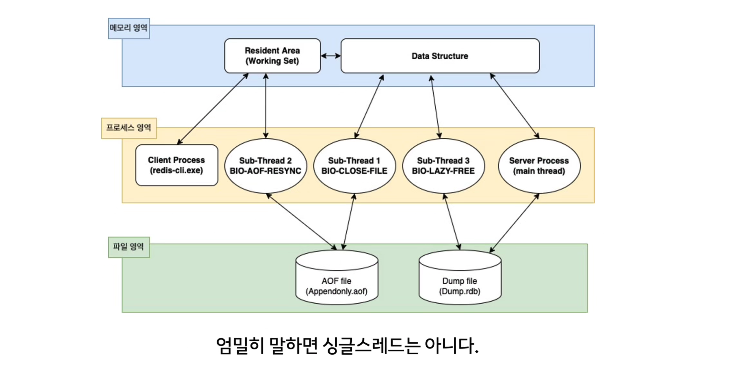 메모리 영역
Resident Area
(Working Set)
Data Structure
프로세스 영역
Client Process
(redis-cli.exe)
Sub-Thread 2
BIO-AOF-RESYNC
Sub-Thread 1
BIO-CLOSE-FILE
Sub-Thread 3
BIO-LAZY-FREE
Server Process
(main thread)
파일 영역
AOF file
(Appendonly.aof)
Dump file
(Dump.rdb)
엄밀히 말하면 싱글스레드는 아니다.